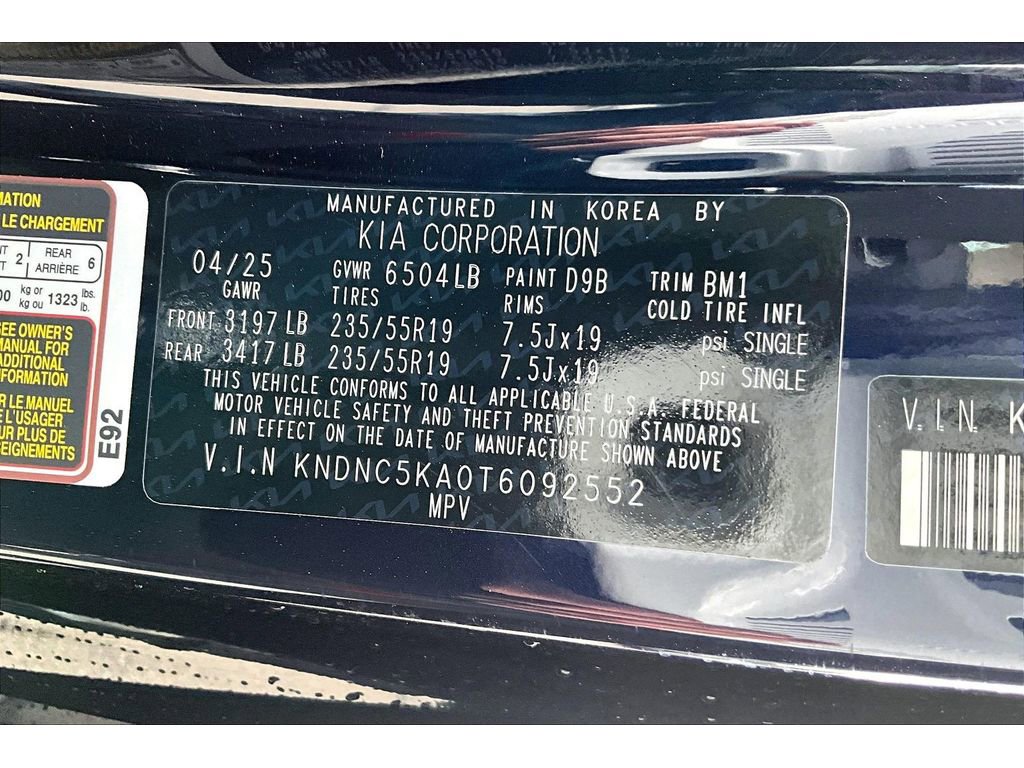 MANUFACTURED IN KOREA BY
KIA CORPORATION
04/25 GVWR 6504LB PAINT D9B TRIM BM1
GAWR TIRES RIMS COLD TIRE INFL
FRONT 3197 LB 235/55R19 7.5Jx19 psi SINGLE
REAR 3417 LB 235/55R19 7.5Jx19 psi SINGLE
THIS VEHICLE CONFORMS TO ALL APPLICABLE U.S.A. FEDERAL
MOTOR VEHICLE SAFETY AND THEFT PREVENTION STANDARDS
IN EFFECT ON THE DATE OF MANUFACTURE SHOWN ABOVE
V.I.N KNDNC5KA0T6092552
MPV
LE CHARGEMENT
2 REAR ARRIÈRE 6
kg or kg ou 1323 lbs. lb.
SEE OWNER'S
MANUAL FOR
ADDITIONAL
INFORMATION
LE MANUEL
L'USAGER
PLUS DE
E92
V.I.N. K